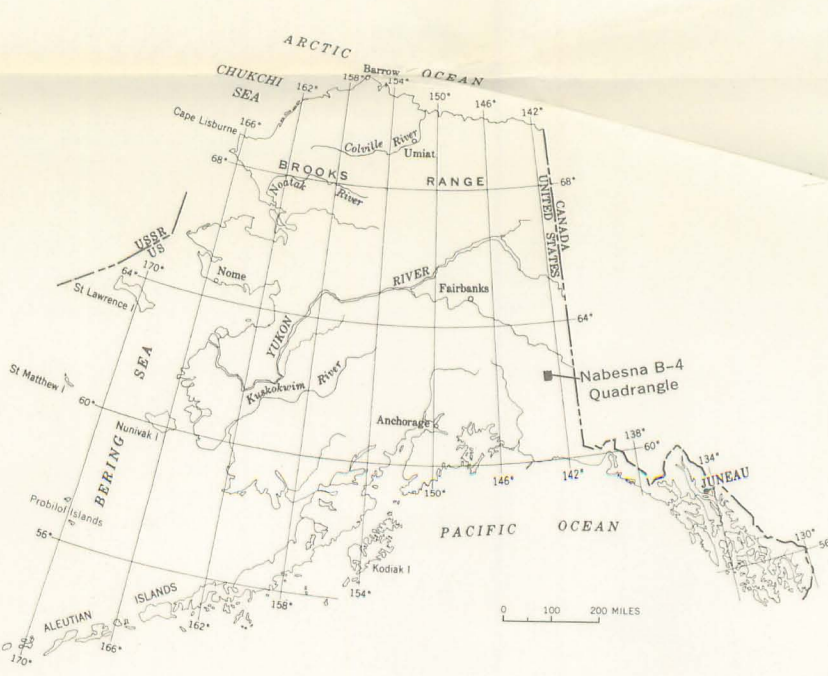 ARCTIC OCEAN
CHUKCHI
SEA
Barrow
162°
158°
154°
150°
146°
142°
Cape Lisburne
166°
Colville River
Umiat
68°
BROOKS RANGE
68°
Noatak
River
UNITED STATES
CANADA
USSR
US
170°
64°
Nome
St Lawrence I
YUKON RIVER
Fairbanks
64°
BERING SEA
St Matthew I
Kuskokwim River
Nabesna B-4
Quadrangle
60°
Nunivak I
Anchorage
138°
60°
134°
JUNEAU
150°
146°
142°
Probilof Islands
PACIFIC OCEAN
130°
56°
56
Kodiak I
ALEUTIAN ISLANDS
154°
158°
162°
166°
170°
0 100 200 MILES